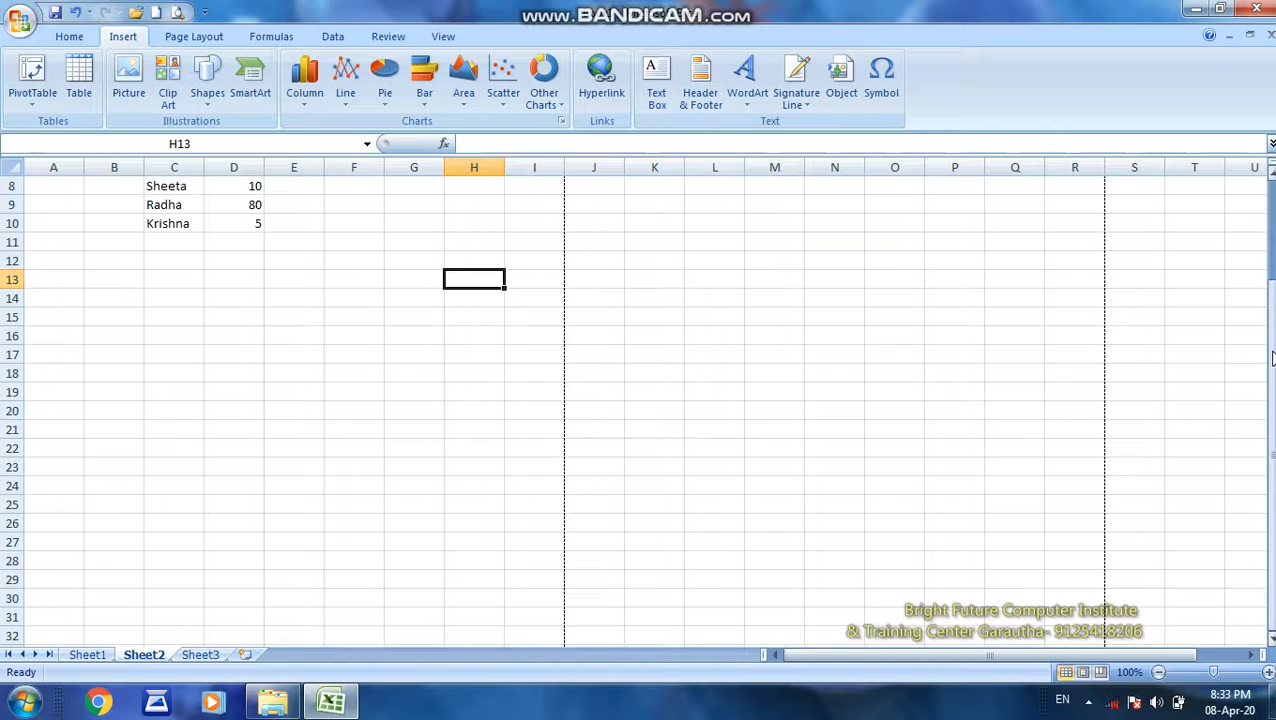 www.BANDICAM.com
Home Insert Page Layout Formulas Data Review View
PivotTable Table Picture Clip Art Shapes SmartArt Column Line Pie Bar Area Scatter Other Charts Hyperlink Text Box Header & Footer WordArt Signature Line Object Symbol
Tables Illustrations Charts Links Text
H13 fx
A B C D E F G H I J K L M N O P Q R S T U
8 Sheeta 10
9 Radha 80
10 Krishna 5
11
12
13
14
15
16
17
18
19
20
21
22
23
24
25
26
27
28
29
30
31
32
Bright Future Computer Institute
& Training Center Garautha- 9125418206
Sheet1 Sheet2 Sheet3
Ready 100%
EN 8:33 PM
08-Apr-20